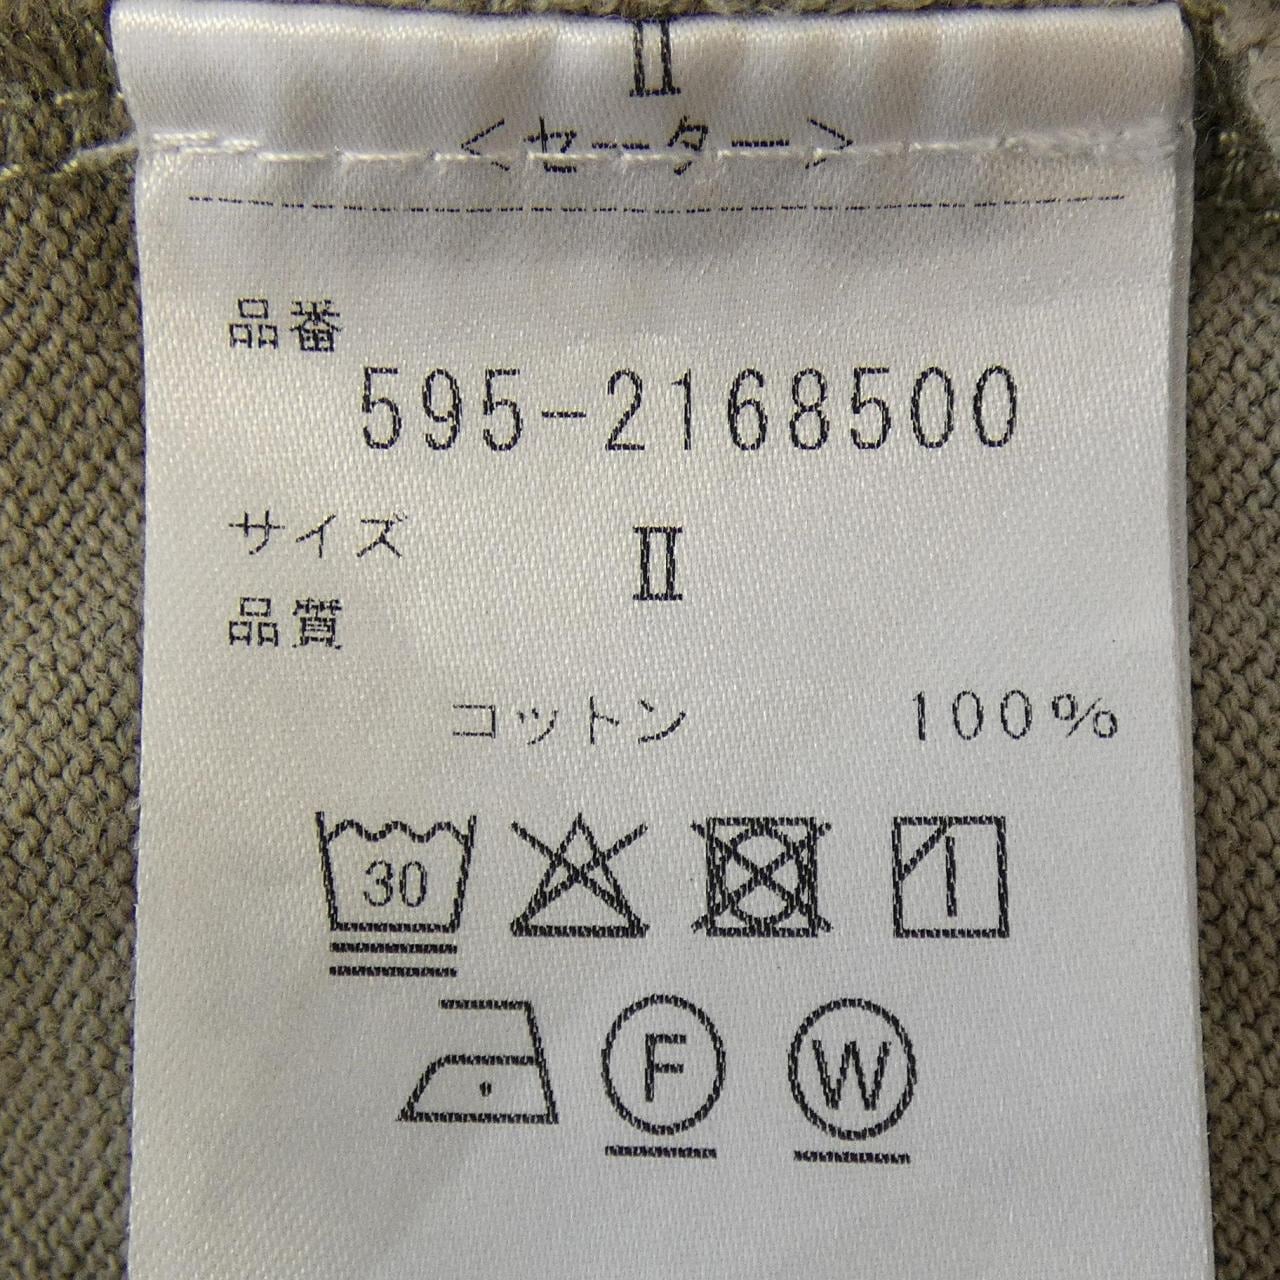 II
<セーター>
品番
595-2168500
サイズ II
品質
コットン 100%
30
F W